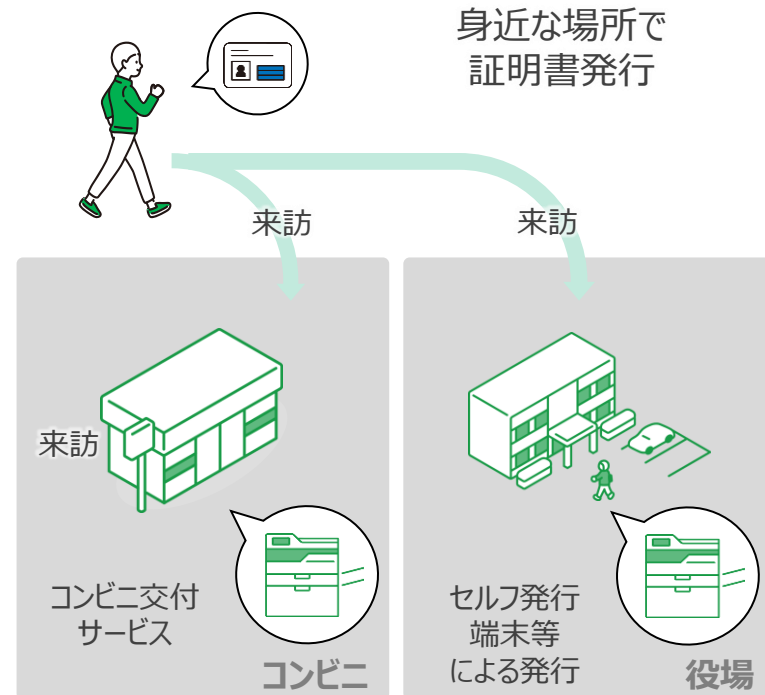 身近な場所で
証明書発行
来訪
来訪
来訪
コンビニ交付
サービス
コンビニ
セルフ発行
端末等
による発行
役場